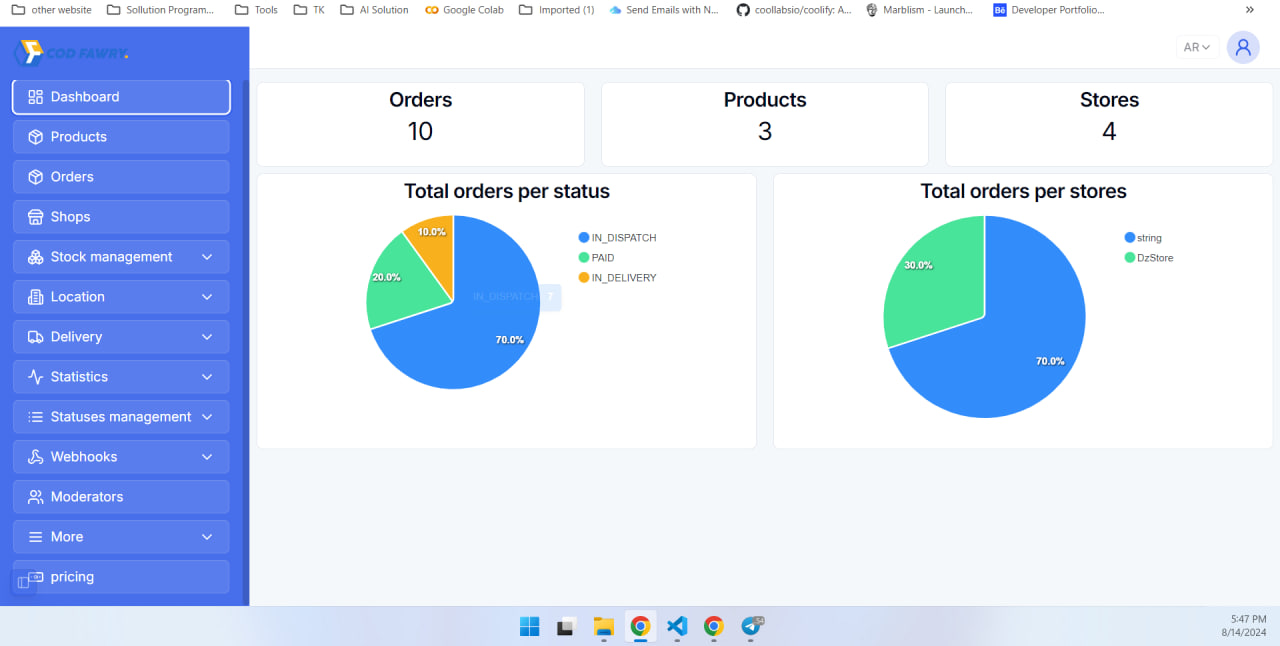 other website
Sollution Program...
Tools
TK
AI Solution
Google Colab
Imported (1)
Send Emails with N...
coollabsio/coolify: A...
Marblism - Launch...
Bē
Developer Portfolio...
»
COD FAWRY.
AR
Dashboard
Products
Orders
Shops
Stock management
Location
Delivery
Statistics
Statuses management
Webhooks
Moderators
More
pricing
Orders
10
Products
3
Stores
4
Total orders per status
10.0%
20.0%
70.0%
IN_DISPATCH 7
IN_DISPATCH
PAID
IN_DELIVERY
Total orders per stores
30.0%
70.0%
string
DzStore
54
5:47 PM
8/14/2024